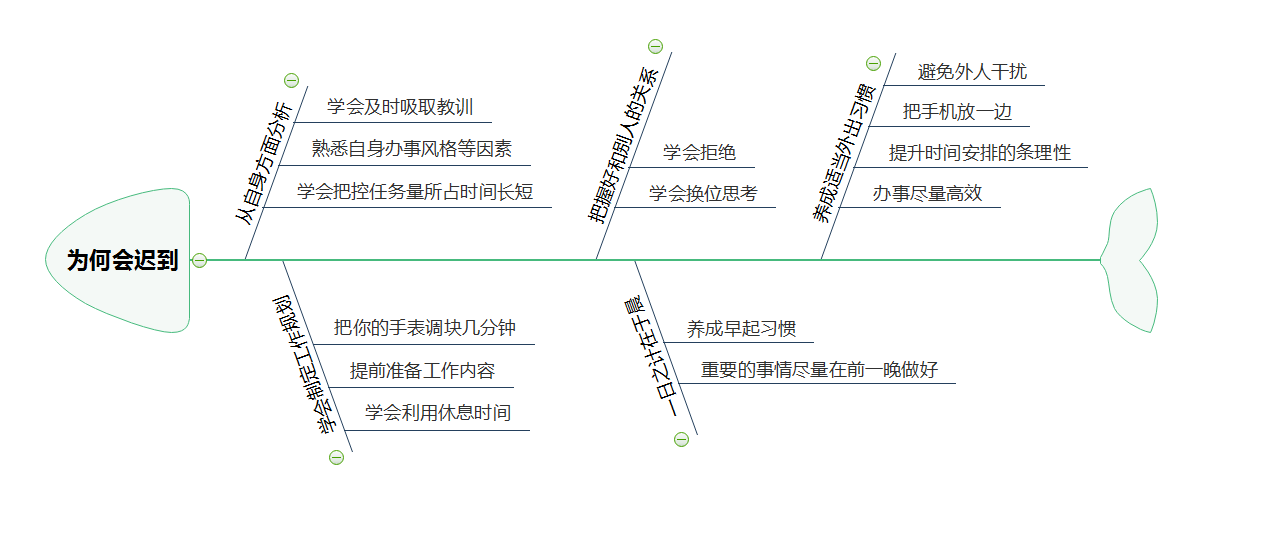 为何会迟到
从自身方面分析
学会及时吸取教训
熟悉自身办事风格等因素
学会把控任务量所占时间长短
把握好和别人的关系
学会拒绝
学会换位思考
养成适当外出习惯
避免外人干扰
把手机放一边
提升时间安排的条理性
办事尽量高效
学会制定工作规划
把你的手表调块几分钟
提前准备工作内容
学会利用休息时间
一日之计在于晨
养成早起习惯
重要的事情尽量在前一晚做好